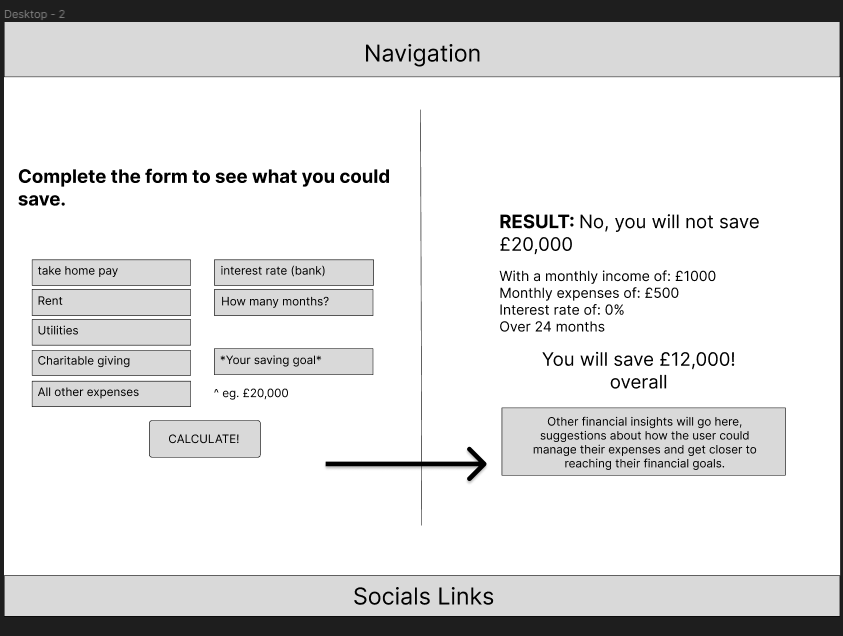 Desktop - 2
Navigation
Complete the form to see what you could
save.
take home pay
Rent
Utilities
Charitable giving
All other expenses
interest rate (bank)
How many months?
*Your saving goal*
^ eg. £20,000
CALCULATE!
RESULT: No, you will not save
£20,000
With a monthly income of: £1000
Monthly expenses of: £500
Interest rate of: 0%
Over 24 months
You will save £12,000!
overall
Other financial insights will go here,
suggestions about how the user could
manage their expenses and get closer to
reaching their financial goals.
Socials Links